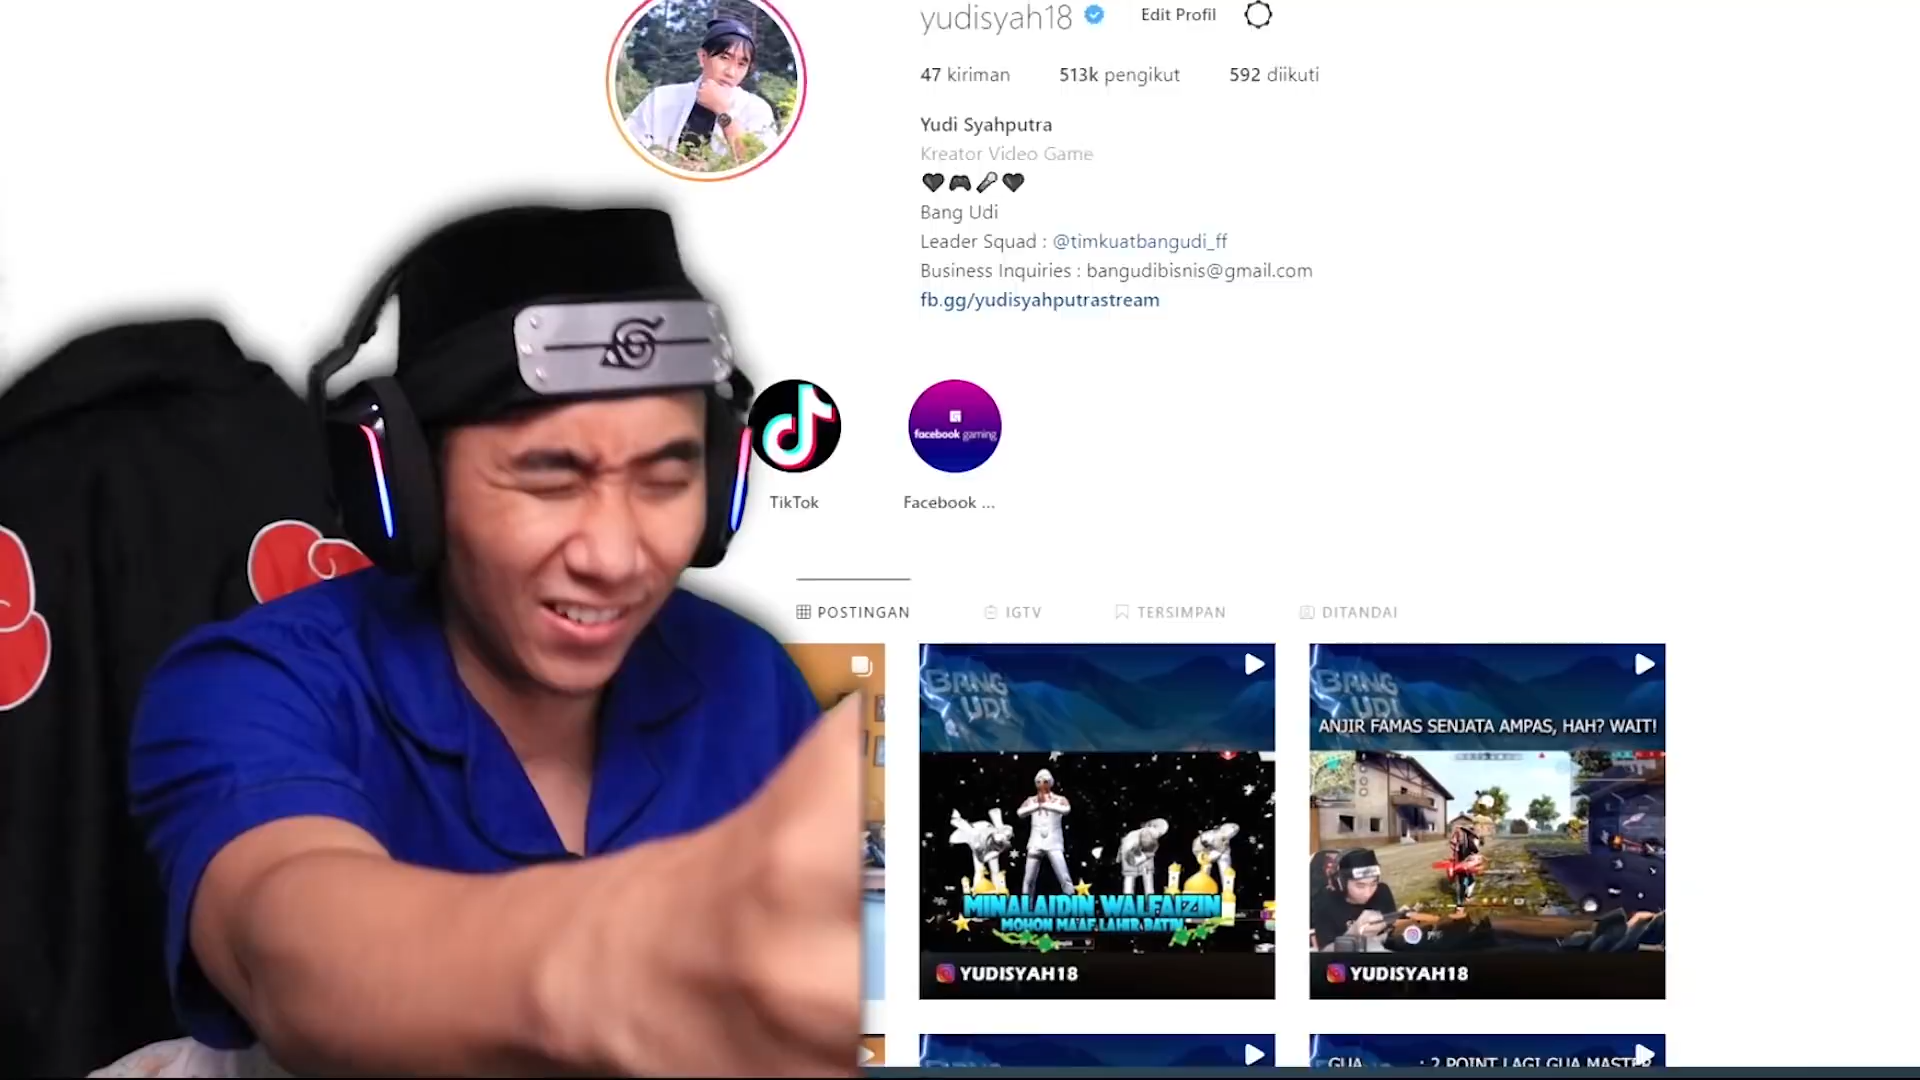 yudisyah18
Edit Profil
47 kiriman
513k pengikut
592 diikuti
Yudi Syahputra
Kreator Video Game
Bang Udi
Leader Squad : @timkuatbangudi_ff
Business Inquiries : bangudibisnis@gmail.com
fb.gg/yudisyahputrastream
facebook gaming
TikTok
Facebook ...
POSTINGAN
IGTV
TERSIMPAN
DITANDAI
BANG
UDI
MINALAIDIN WALFAIZIN
MOHON MAAF LAHIR BATIN
YUDISYAH18
BANG
UDI
ANJIR FAMAS SENJATA AMPAS, HAH? WAIT!
YUDISYAH18
GUA : 2 POINT LAGI GUA MASTER